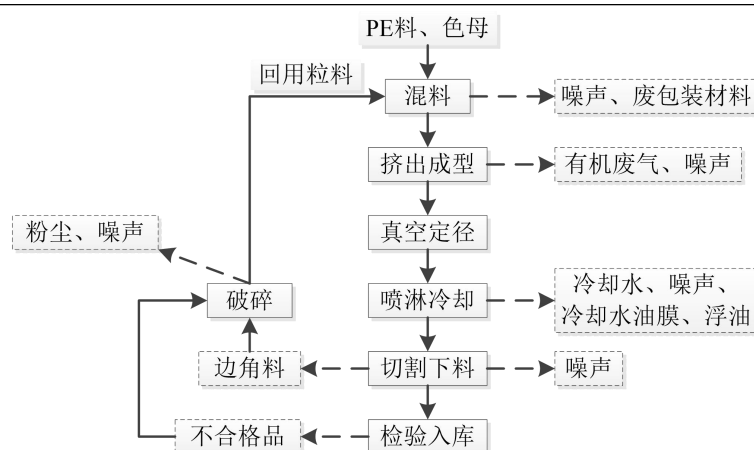 PE料、色母
回用粒料
混料
噪声、废包装材料
挤出成型
有机废气、噪声
粉尘、噪声
真空定径
破碎
喷淋冷却
冷却水、噪声、
冷却水油膜、浮油
边角料
切割下料
噪声
不合格品
检验入库